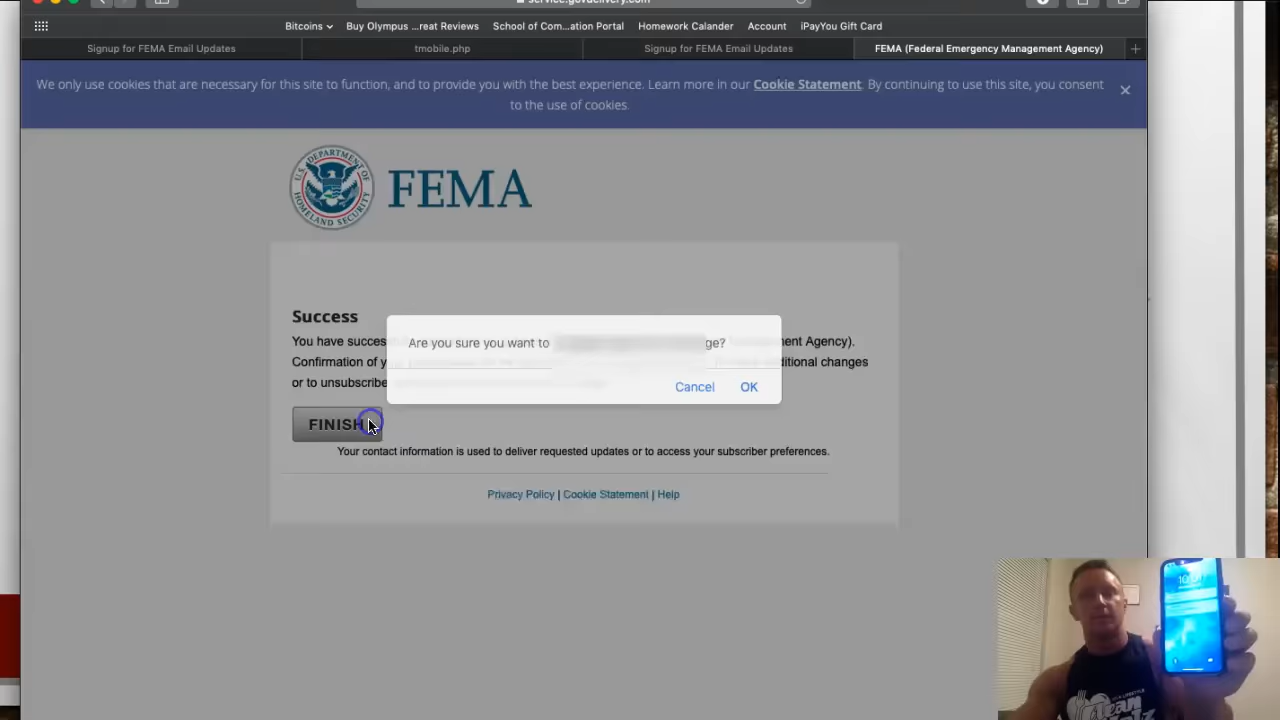 service.govdelivery.com
Bitcoins Buy Olympus ...reat Reviews School of Com...ation Portal Homework Calander Account iPayYou Gift Card
Signup for FEMA Email Updates tmobile.php Signup for FEMA Email Updates FEMA (Federal Emergency Management Agency)
We only use cookies that are necessary for this site to function, and to provide you with the best experience. Learn more in our Cookie Statement. By continuing to use this site, you consent
to the use of cookies.
U.S. DEPARTMENT OF HOMELAND SECURITY
FEMA
Success
You have succes ment Agency).
Are you sure you want to ge?
Confirmation of y ditional changes
or to unsubscribe
Cancel OK
FINISH
Your contact information is used to deliver requested updates or to access your subscriber preferences.
Privacy Policy | Cookie Statement | Help